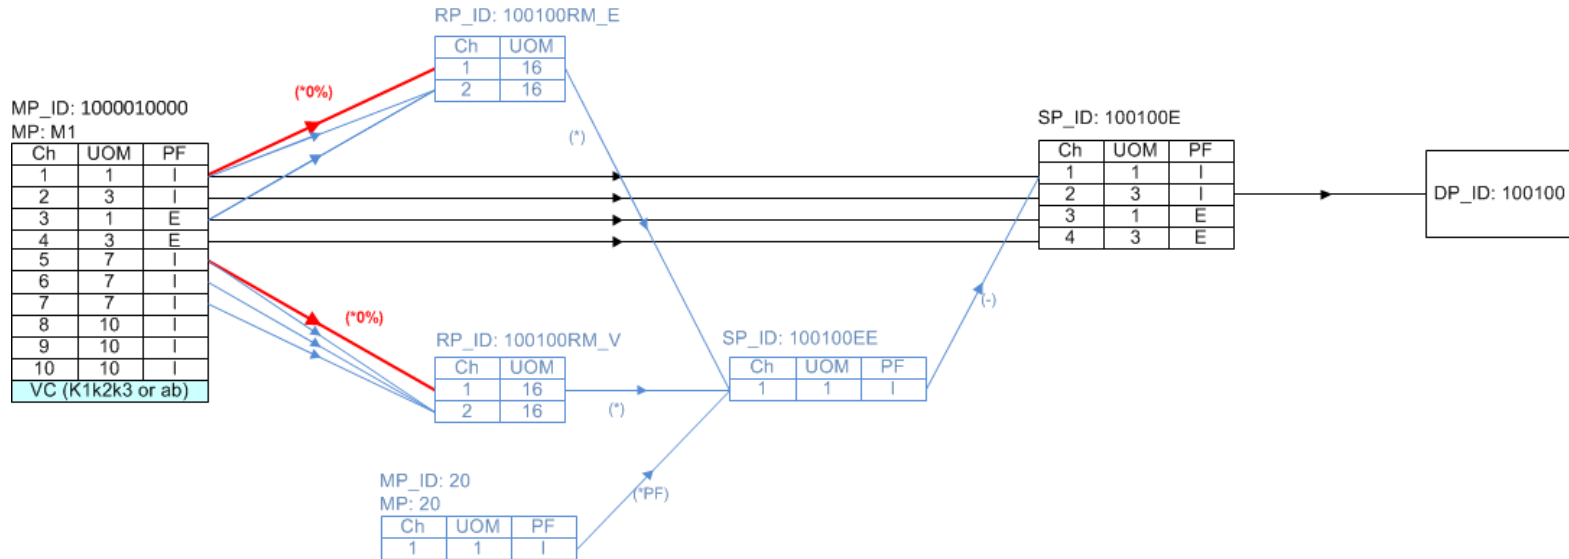 RP_ID: 100100RM_E
Ch UOM
1 16
2 16
(*0%)
(*)
MP_ID: 1000010000
MP: M1
Ch UOM PF
1 1 I
2 3 I
3 1 E
4 3 E
5 7 I
6 7 I
7 7 I
8 10 I
9 10 I
10 10 I
VC (K1k2k3 or ab)
SP_ID: 100100E
Ch UOM PF
1 1 I
2 3 I
3 1 E
4 3 E
DP_ID: 100100
(*0%)
(-)
RP_ID: 100100RM_V
Ch UOM
1 16
2 16
(*)
SP_ID: 100100EE
Ch UOM PF
1 1 I
MP_ID: 20
MP: 20
(*PF)
Ch UOM PF
1 1 I